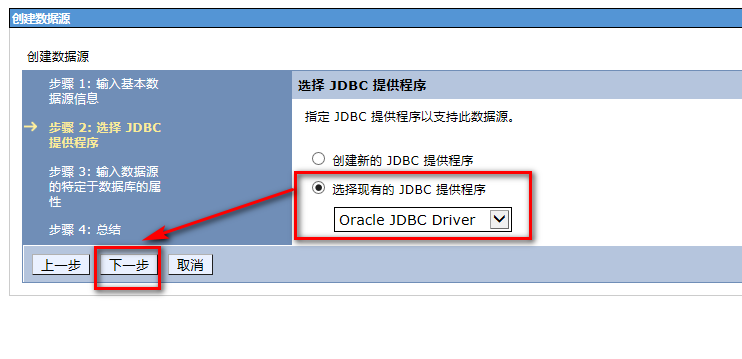 创建数据源
创建数据源
步骤 1: 输入基本数
据源信息
步骤 2: 选择 JDBC
提供程序
步骤 3: 输入数据源
的特定于数据库的属
性
步骤 4: 总结
选择 JDBC 提供程序
指定 JDBC 提供程序以支持此数据源。
创建新的 JDBC 提供程序
选择现有的 JDBC 提供程序
Oracle JDBC Driver
上一步 下一步 取消